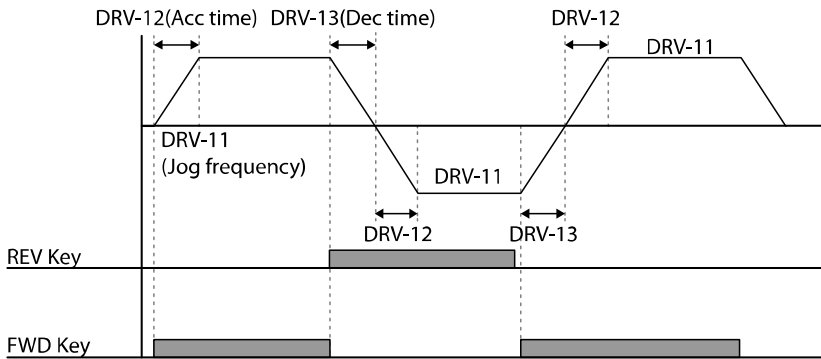 DRV-12(Acc time) DRV-13(Dec time) DRV-12
DRV-11
DRV-11
(Jog frequency)
DRV-11
DRV-12 DRV-13
REV Key
FWD Key